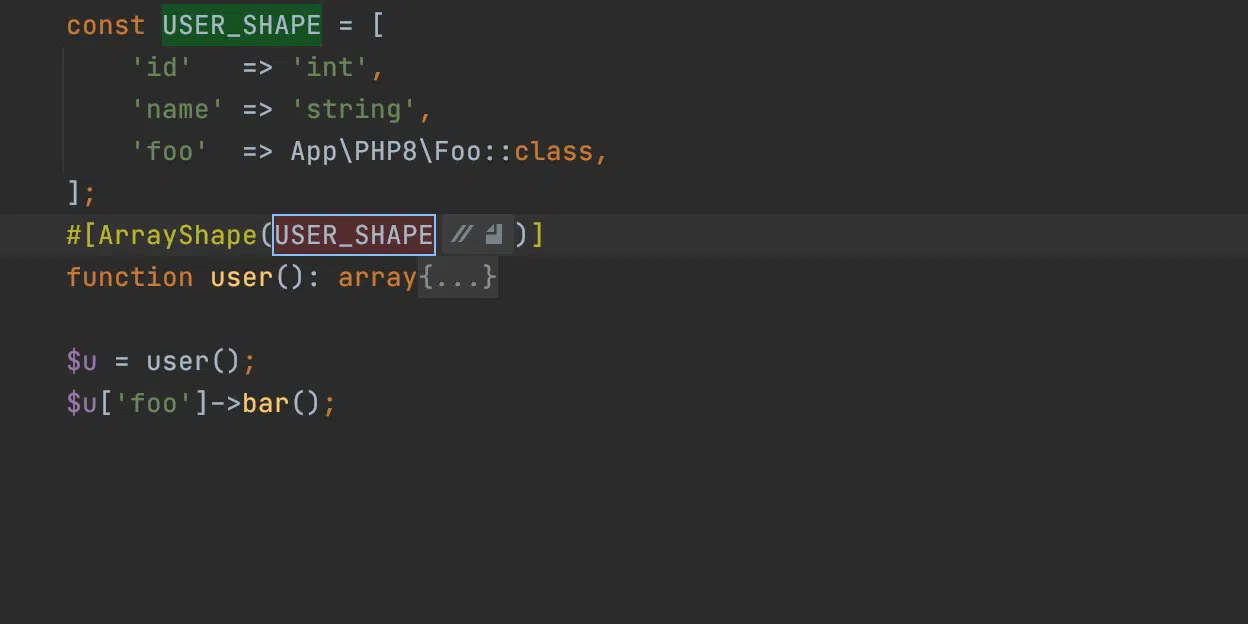 const USER_SHAPE = [
    'id'   => 'int',
    'name' => 'string',
    'foo'  => App\PHP8\Foo::class,
];
#[ArrayShape(USER_SHAPE // )]
function user(): array{...}
$u = user();
$u['foo']->bar();